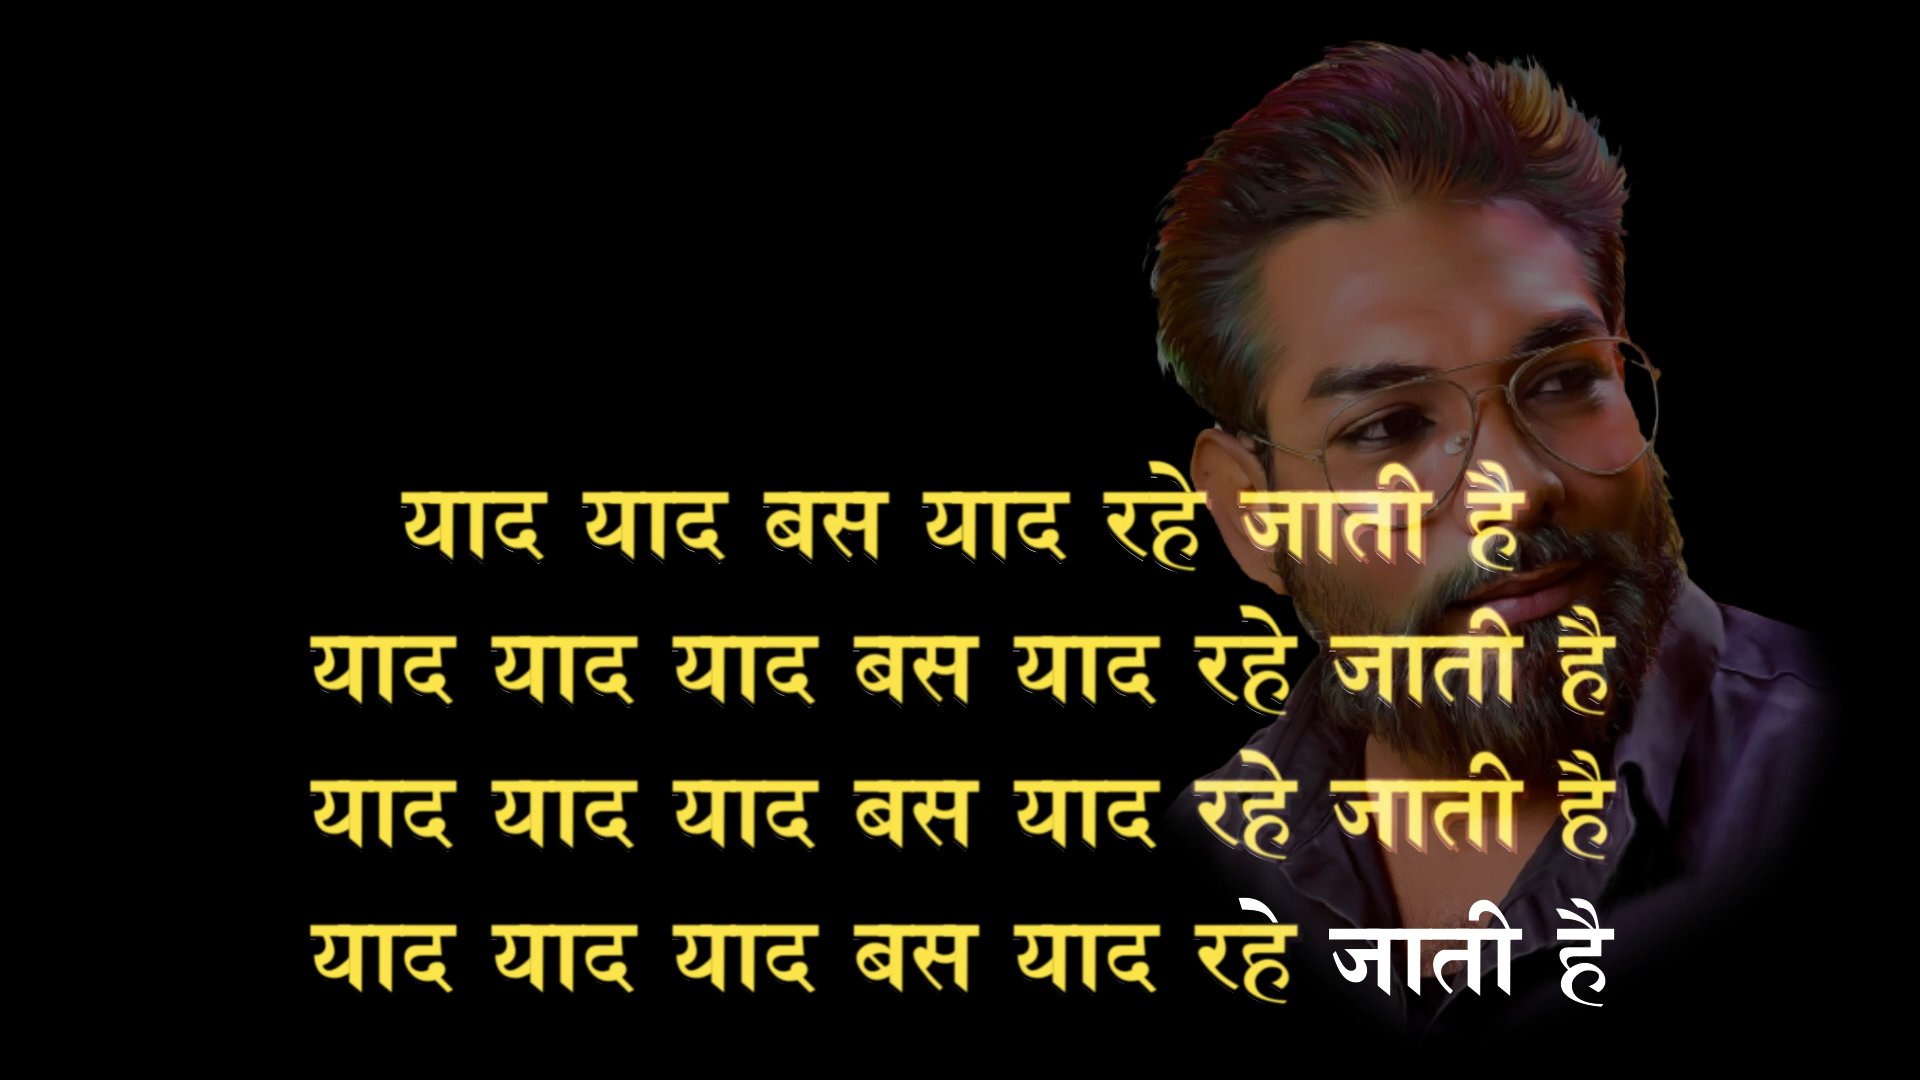 याद याद बस याद रहे जाती है
याद याद याद बस याद रहे जाती है
याद याद याद बस याद रहे जाती है
याद याद याद बस याद रहे जाती है